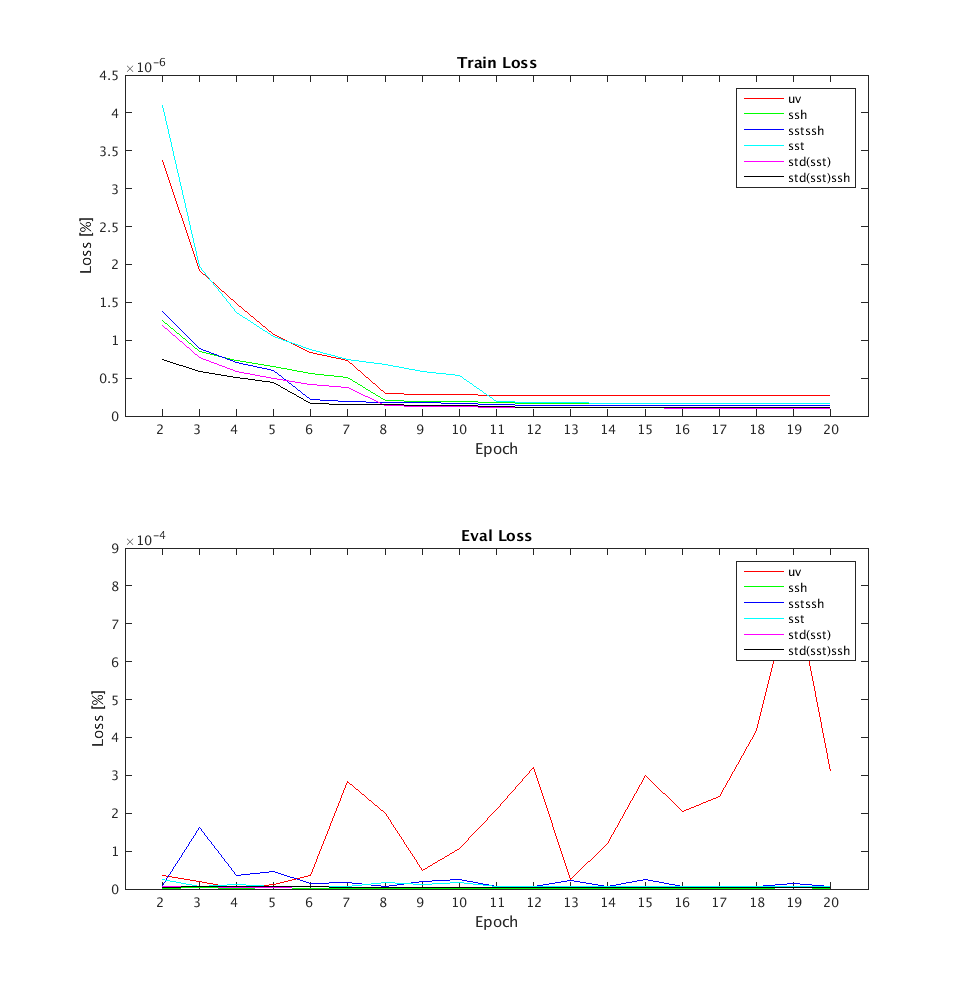 Train Loss
×10⁻⁶
4.5
4
3.5
3
2.5
2
1.5
1
0.5
0
Loss [%]
uv
ssh
sstssh
sst
std(sst)
std(sst)ssh
2 3 4 5 6 7 8 9 10 11 12 13 14 15 16 17 18 19 20
Epoch
Eval Loss
×10⁻⁴
9
8
7
6
5
4
3
2
1
0
Loss [%]
uv
ssh
sstssh
sst
std(sst)
std(sst)ssh
2 3 4 5 6 7 8 9 10 11 12 13 14 15 16 17 18 19 20
Epoch